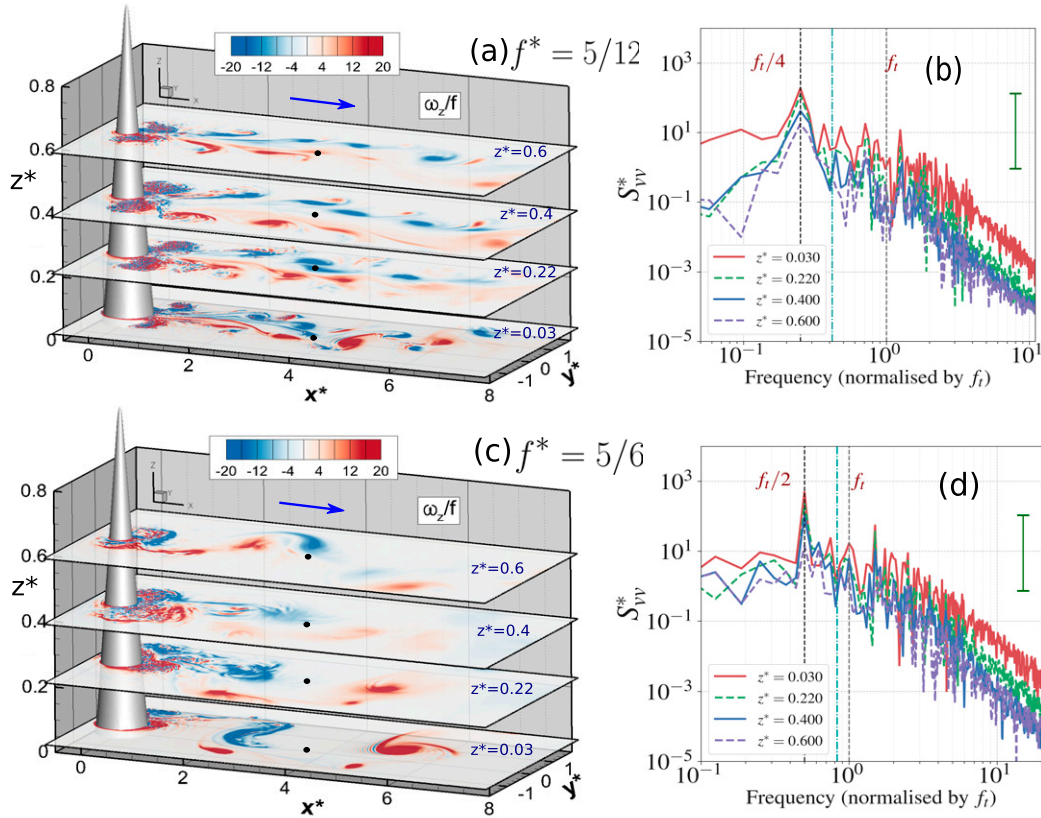 (a) f* = 5/12
-20 -12 -4 4 12 20
ω_z/f
Z
Y
X
0.8
0.6
0.4
0.2
0
z*
z*=0.6
z*=0.4
z*=0.22
z*=0.03
0 2 4 6 8
x*
-1 0 1
y*
(b)
f_t/4
f_t
10^3
10^1
10^-1
10^-3
10^-5
S*_vv
z* = 0.030
z* = 0.220
z* = 0.400
z* = 0.600
10^-1 10^0 10^1
Frequency (normalised by f_t)
(c) f* = 5/6
-20 -12 -4 4 12 20
ω_z/f
Z
Y
X
0.8
0.6
0.4
0.2
0
z*
z*=0.6
z*=0.4
z*=0.22
z*=0.03
0 2 4 6 8
x*
-1 0 1
y*
(d)
f_t/2
f_t
10^3
10^1
10^-1
10^-3
10^-5
S*_vv
z* = 0.030
z* = 0.220
z* = 0.400
z* = 0.600
10^-1 10^0 10^1
Frequency (normalised by f_t)